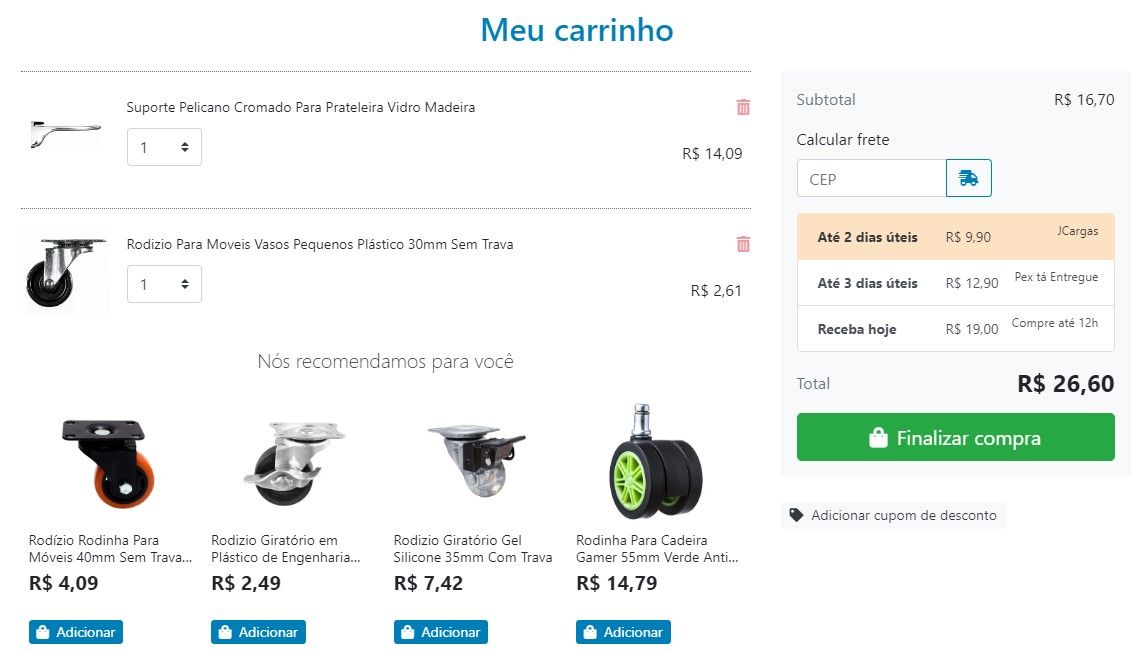 Meu carrinho
Suporte Pelicano Cromado Para Prateleira Vidro Madeira
1
R$ 14,09
Rodizio Para Moveis Vasos Pequenos Plástico 30mm Sem Trava
1
R$ 2,61
Nós recomendamos para você
Rodízio Rodinha Para
Móveis 40mm Sem Trava...
R$ 4,09
Adicionar
Rodizio Giratório em
Plástico de Engenharia...
R$ 2,49
Adicionar
Rodizio Giratório Gel
Silicone 35mm Com Trava
R$ 7,42
Adicionar
Rodinha Para Cadeira
Gamer 55mm Verde Anti...
R$ 14,79
Adicionar
Subtotal R$ 16,70
Calcular frete
CEP
Até 2 dias úteis R$ 9,90 JCargas
Até 3 dias úteis R$ 12,90 Pex tá Entregue
Receba hoje R$ 19,00 Compre até 12h
Total R$ 26,60
Finalizar compra
Adicionar cupom de desconto